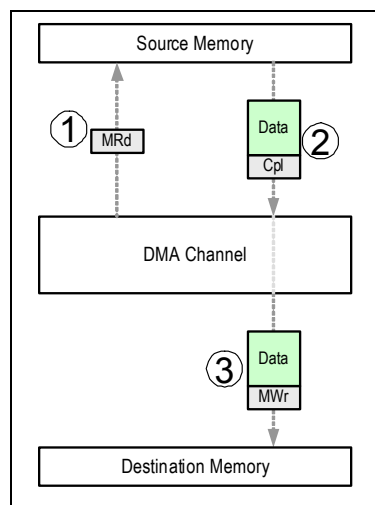 Source Memory
1
MRd
Data
Cpl
2
DMA Channel
3
Data
MWr
Destination Memory